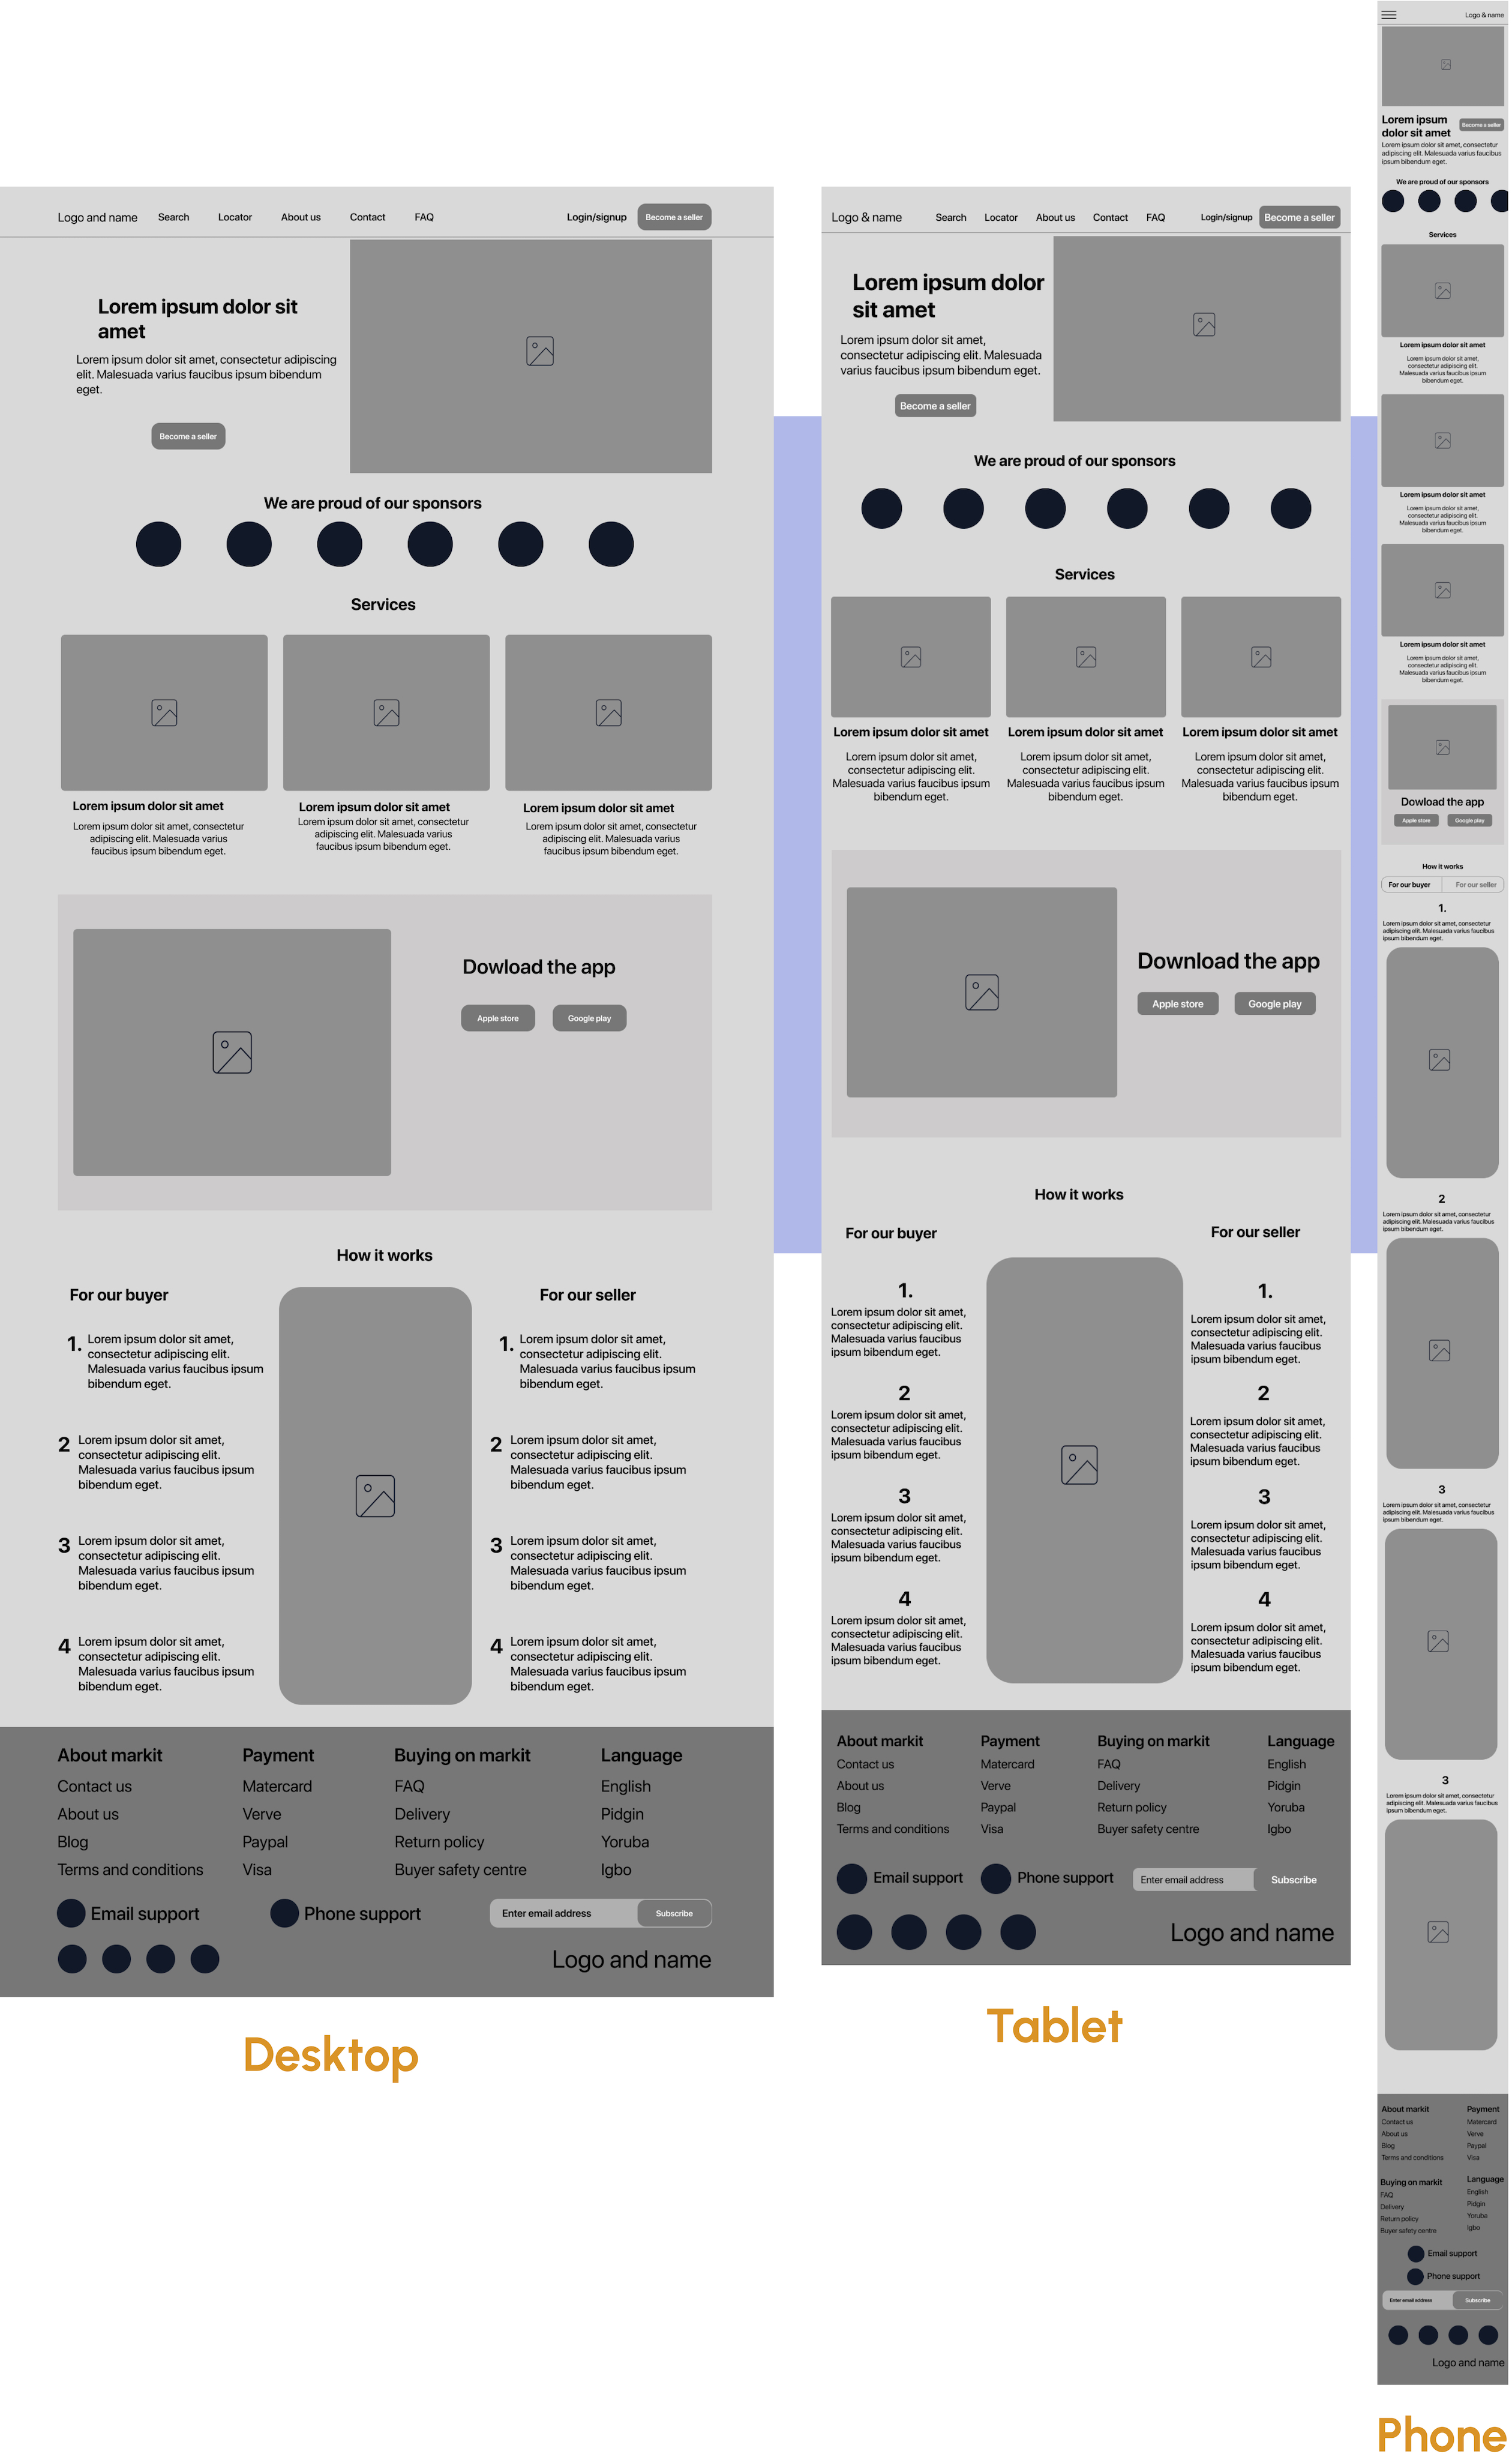 Logo and name
Search
Locator
About us
Contact
FAQ
Login/signup
Become a seller
Lorem ipsum dolor sit
amet
Lorem ipsum dolor sit amet, consectetur adipiscing
elit. Malesuada varius faucibus ipsum bibendum
eget.
Become a seller
We are proud of our sponsors
Services
Lorem ipsum dolor sit amet
Lorem ipsum dolor sit amet, consectetur
adipiscing elit. Malesuada varius
faucibus ipsum bibendum eget.
Lorem ipsum dolor sit amet
Lorem ipsum dolor sit amet, consectetur
adipiscing elit. Malesuada varius
faucibus ipsum bibendum eget.
Lorem ipsum dolor sit amet
Lorem ipsum dolor sit amet, consectetur
adipiscing elit. Malesuada varius
faucibus ipsum bibendum eget.
Dowload the app
Apple store
Google play
How it works
For our buyer
1. Lorem ipsum dolor sit amet,
consectetur adipiscing elit.
Malesuada varius faucibus ipsum
bibendum eget.
2 Lorem ipsum dolor sit amet,
consectetur adipiscing elit.
Malesuada varius faucibus ipsum
bibendum eget.
3 Lorem ipsum dolor sit amet,
consectetur adipiscing elit.
Malesuada varius faucibus ipsum
bibendum eget.
4 Lorem ipsum dolor sit amet,
consectetur adipiscing elit.
Malesuada varius faucibus ipsum
bibendum eget.
For our seller
1. Lorem ipsum dolor sit amet,
consectetur adipiscing elit.
Malesuada varius faucibus ipsum
bibendum eget.
2 Lorem ipsum dolor sit amet,
consectetur adipiscing elit.
Malesuada varius faucibus ipsum
bibendum eget.
3 Lorem ipsum dolor sit amet,
consectetur adipiscing elit.
Malesuada varius faucibus ipsum
bibendum eget.
4 Lorem ipsum dolor sit amet,
consectetur adipiscing elit.
Malesuada varius faucibus ipsum
bibendum eget.
About markit
Contact us
About us
Blog
Terms and conditions
Payment
Matercard
Verve
Paypal
Visa
Buying on markit
FAQ
Delivery
Return policy
Buyer safety centre
Language
English
Pidgin
Yoruba
Igbo
Email support
Phone support
Enter email address
Subscribe
Logo and name
Desktop
Logo & name
Search
Locator
About us
Contact
FAQ
Login/signup
Become a seller
Lorem ipsum dolor
sit amet
Lorem ipsum dolor sit amet,
consectetur adipiscing elit. Malesuada
varius faucibus ipsum bibendum eget.
Become a seller
We are proud of our sponsors
Services
Lorem ipsum dolor sit amet
Lorem ipsum dolor sit amet,
consectetur adipiscing elit.
Malesuada varius faucibus ipsum
bibendum eget.
Lorem ipsum dolor sit amet
Lorem ipsum dolor sit amet,
consectetur adipiscing elit.
Malesuada varius faucibus ipsum
bibendum eget.
Lorem ipsum dolor sit amet
Lorem ipsum dolor sit amet,
consectetur adipiscing elit.
Malesuada varius faucibus ipsum
bibendum eget.
Download the app
Apple store
Google play
How it works
For our buyer
1.
Lorem ipsum dolor sit amet,
consectetur adipiscing elit.
Malesuada varius faucibus
ipsum bibendum eget.
2
Lorem ipsum dolor sit amet,
consectetur adipiscing elit.
Malesuada varius faucibus
ipsum bibendum eget.
3
Lorem ipsum dolor sit amet,
consectetur adipiscing elit.
Malesuada varius faucibus
ipsum bibendum eget.
4
Lorem ipsum dolor sit amet,
consectetur adipiscing elit.
Malesuada varius faucibus
ipsum bibendum eget.
For our seller
1.
Lorem ipsum dolor sit amet,
consectetur adipiscing elit.
Malesuada varius faucibus
ipsum bibendum eget.
2
Lorem ipsum dolor sit amet,
consectetur adipiscing elit.
Malesuada varius faucibus
ipsum bibendum eget.
3
Lorem ipsum dolor sit amet,
consectetur adipiscing elit.
Malesuada varius faucibus
ipsum bibendum eget.
4
Lorem ipsum dolor sit amet,
consectetur adipiscing elit.
Malesuada varius faucibus
ipsum bibendum eget.
About markit
Contact us
About us
Blog
Terms and conditions
Payment
Matercard
Verve
Paypal
Visa
Buying on markit
FAQ
Delivery
Return policy
Buyer safety centre
Language
English
Pidgin
Yoruba
Igbo
Email support
Phone support
Enter email address
Subscribe
Logo and name
Tablet
Logo & name
Lorem ipsum
dolor sit amet
Become a seller
Lorem ipsum dolor sit amet, consectetur
adipiscing elit. Malesuada varius faucibus
ipsum bibendum eget.
We are proud of our sponsors
Services
Lorem ipsum dolor sit amet
Lorem ipsum dolor sit amet,
consectetur adipiscing elit.
Malesuada varius faucibus ipsum
bibendum eget.
Lorem ipsum dolor sit amet
Lorem ipsum dolor sit amet,
consectetur adipiscing elit.
Malesuada varius faucibus ipsum
bibendum eget.
Lorem ipsum dolor sit amet
Lorem ipsum dolor sit amet,
consectetur adipiscing elit.
Malesuada varius faucibus ipsum
bibendum eget.
Dowload the app
Apple store
Google play
How it works
For our buyer
For our seller
1.
Lorem ipsum dolor sit amet, consectetur
adipiscing elit. Malesuada varius faucibus
ipsum bibendum eget.
2
Lorem ipsum dolor sit amet, consectetur
adipiscing elit. Malesuada varius faucibus
ipsum bibendum eget.
3
Lorem ipsum dolor sit amet, consectetur
adipiscing elit. Malesuada varius faucibus
ipsum bibendum eget.
3
Lorem ipsum dolor sit amet, consectetur
adipiscing elit. Malesuada varius faucibus
ipsum bibendum eget.
About markit
Contact us
About us
Blog
Terms and conditions
Payment
Matercard
Verve
Paypal
Visa
Buying on markit
FAQ
Delivery
Return policy
Buyer safety centre
Language
English
Pidgin
Yoruba
Igbo
Email support
Phone support
Enter email address
Subscribe
Logo and name
Phone